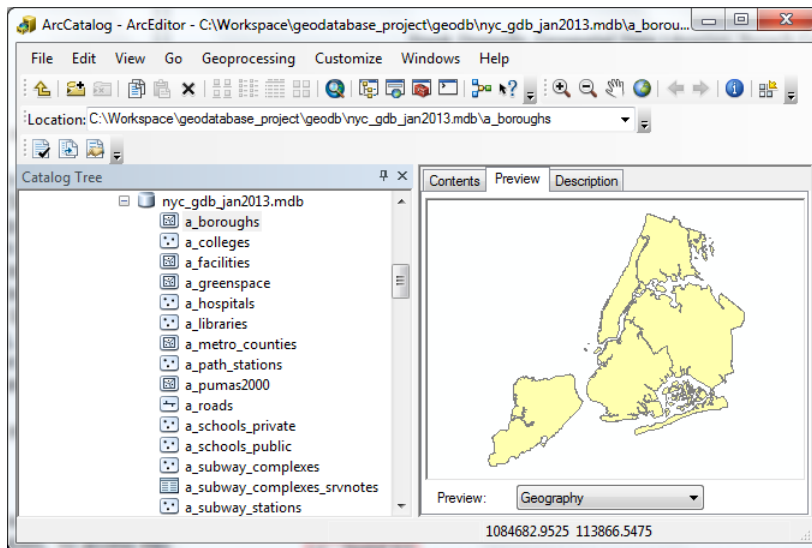 ArcCatalog - ArcEditor - C:\Workspace\geodatabase_project\geodb\nyc_gdb_jan2013.mdb\a_borou...
File Edit View Go Geoprocessing Customize Windows Help
Location: C:\Workspace\geodatabase_project\geodb\nyc_gdb_jan2013.mdb\a_boroughs
Catalog Tree
nyc_gdb_jan2013.mdb
a_boroughs
a_colleges
a_facilities
a_greenspace
a_hospitals
a_libraries
a_metro_counties
a_path_stations
a_pumas2000
a_roads
a_schools_private
a_schools_public
a_subway_complexes
a_subway_complexes_srvnotes
a_subway_stations
Contents Preview Description
Preview: Geography
1084682.9525 113866.5475